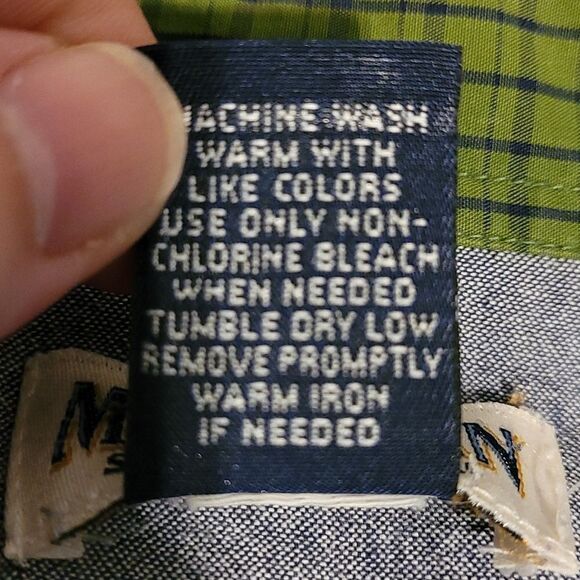 MACHINE WASH
WARM WITH
LIKE COLORS
USE ONLY NON-
CHLORINE BLEACH
WHEN NEEDED
TUMBLE DRY LOW
REMOVE PROMPTLY
WARM IRON
IF NEEDED